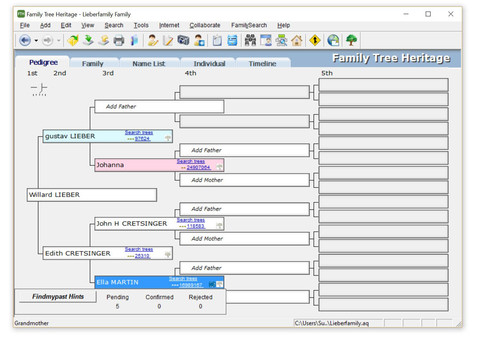 Family Tree Heritage - Lieberfamily Family
File Add Edit View Search Tools Internet Collaborate FamilySearch Help
Family Tree Heritage
Pedigree Family Name List Individual Timeline
1st 2nd 3rd 4th 5th
Add Father
gustav LIEBER
Search trees
87624
Add Father
Johanna
Search trees
Add Mother
Willard LIEBER
Add Father
John H CRETSINGER
Search trees
118593
Add Mother
Edith CRETSINGER
Search trees
26310
Add Father
Ella MARTIN
Search trees
Findmypast Hints Pending Confirmed Rejected
5 0 0
Grandmother C:\Users\Su..\Lieberfamily.aq